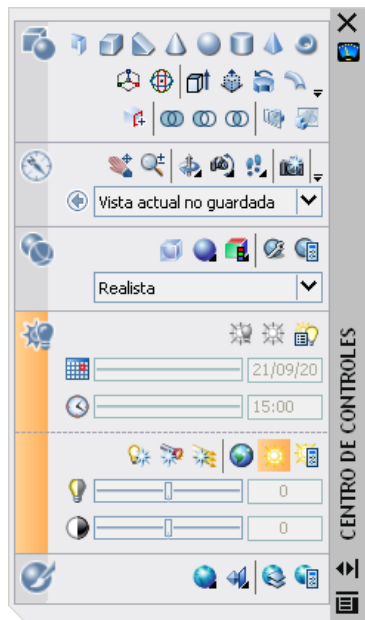 Vista actual no guardada
Realista
21/09/20
15:00
0
0
CENTRO DE CONTROLES